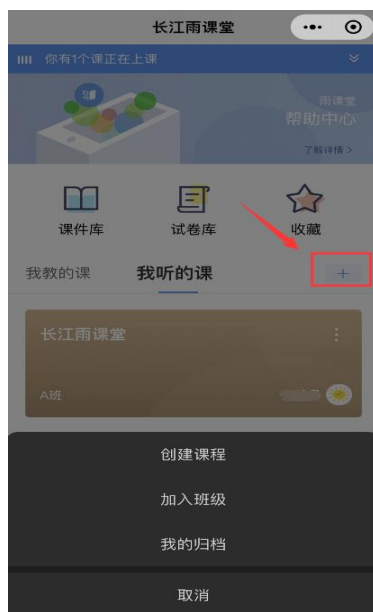 长江雨课堂
你有1个课正在上课
雨课堂
帮助中心
了解详情 >
课件库 试卷库 收藏
我教的课 我听的课 +
长江雨课堂
A班
创建课程
加入班级
我的归档
取消